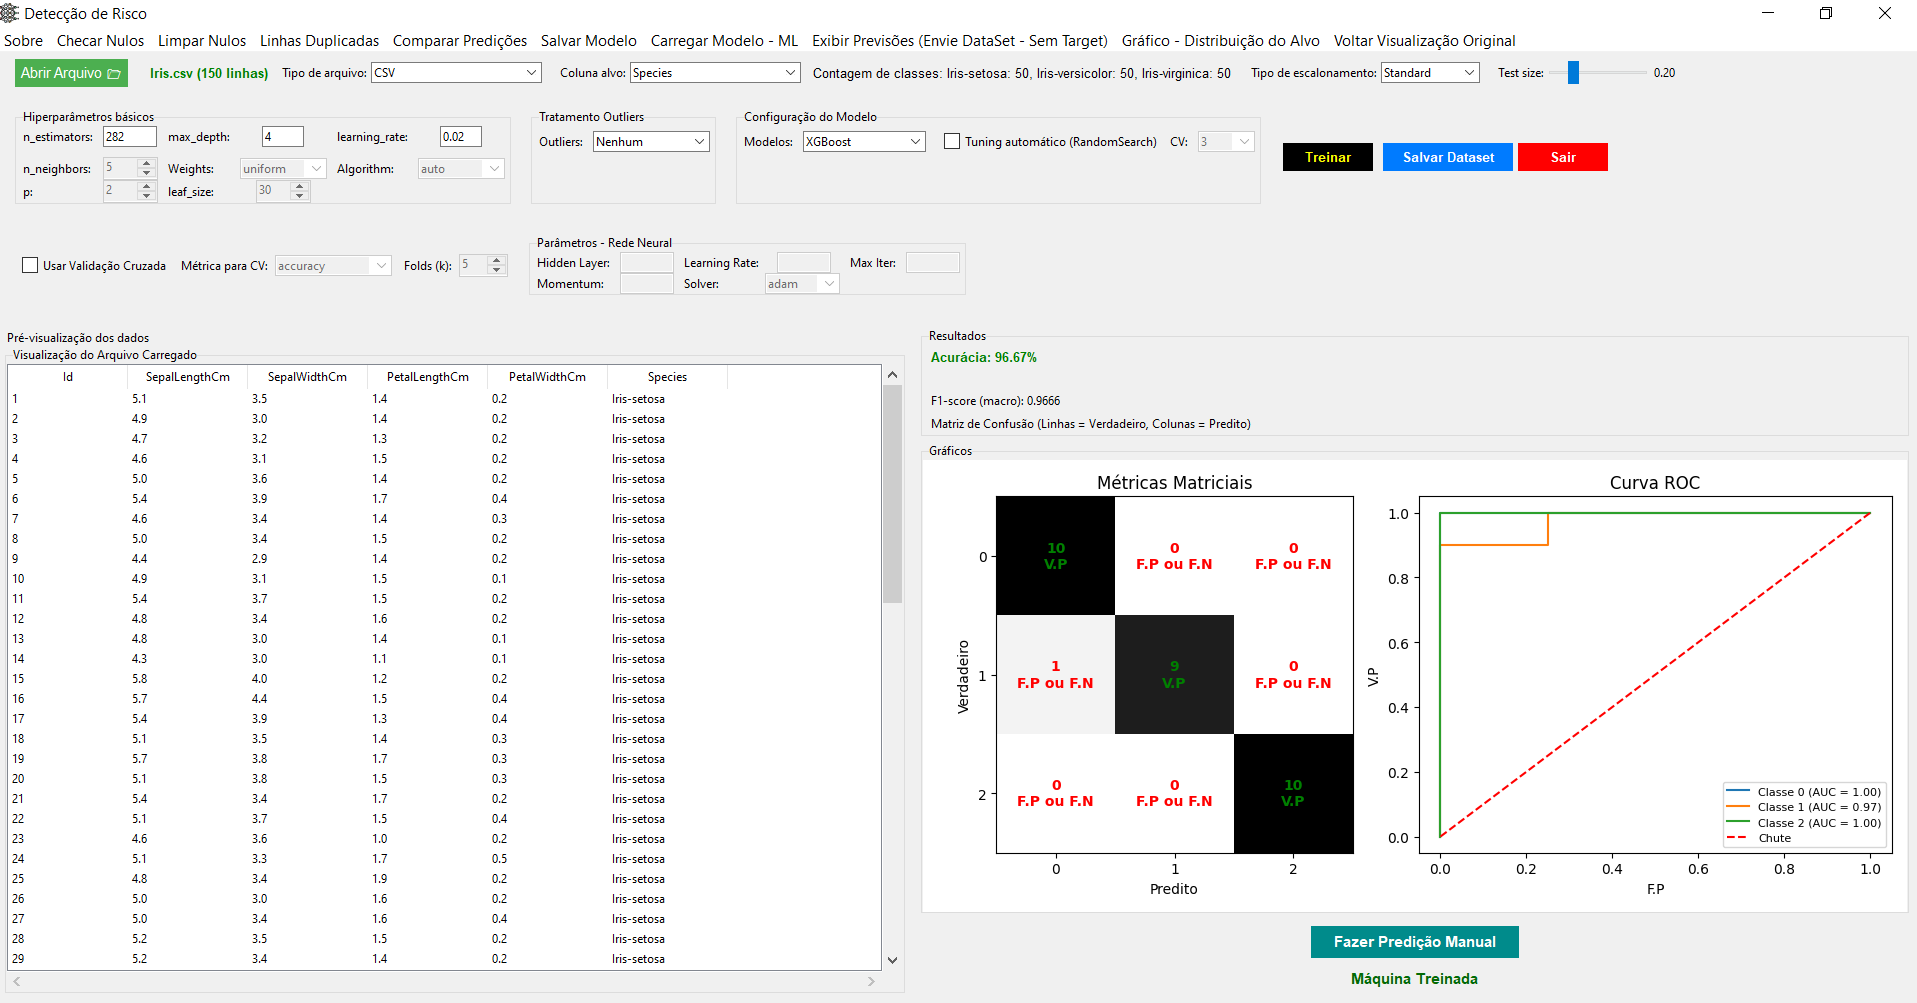 Detecção de Risco
Sobre Checar Nulos Limpar Nulos Linhas Duplicadas Comparar Predições Salvar Modelo Carregar Modelo - ML Exibir Previsões (Envie DataSet - Sem Target) Gráfico - Distribuição do Alvo Voltar Visualização Original
Abrir Arquivo Iris.csv (150 linhas) Tipo de arquivo: CSV Coluna alvo: Species Contagem de classes: Iris-setosa: 50, Iris-versicolor: 50, Iris-virginica: 50 Tipo de escalonamento: Standard Test size: 0.20
Hiperparâmetros básicos
n_estimators: 282 max_depth: 4 learning_rate: 0.02
n_neighbors: 5 Weights: uniform Algorithm: auto
p: 2 leaf_size: 30
Tratamento Outliers
Outliers: Nenhum
Configuração do Modelo
Modelos: XGBoost Tuning automático (RandomSearch) CV: 3
Treinar Salvar Dataset Sair
Usar Validação Cruzada Métrica para CV: accuracy Folds (k): 5
Parâmetros - Rede Neural
Hidden Layer: Learning Rate: Max Iter:
Momentum: Solver: adam
Pré-visualização dos dados
Visualização do Arquivo Carregado
Id SepalLengthCm SepalWidthCm PetalLengthCm PetalWidthCm Species
1 5.1 3.5 1.4 0.2 Iris-setosa
2 4.9 3.0 1.4 0.2 Iris-setosa
3 4.7 3.2 1.3 0.2 Iris-setosa
4 4.6 3.1 1.5 0.2 Iris-setosa
5 5.0 3.6 1.4 0.2 Iris-setosa
6 5.4 3.9 1.7 0.4 Iris-setosa
7 4.6 3.4 1.4 0.3 Iris-setosa
8 5.0 3.4 1.5 0.2 Iris-setosa
9 4.4 2.9 1.4 0.2 Iris-setosa
10 4.9 3.1 1.5 0.1 Iris-setosa
11 5.4 3.7 1.5 0.2 Iris-setosa
12 4.8 3.4 1.6 0.2 Iris-setosa
13 4.8 3.0 1.4 0.1 Iris-setosa
14 4.3 3.0 1.1 0.1 Iris-setosa
15 5.8 4.0 1.2 0.2 Iris-setosa
16 5.7 4.4 1.5 0.4 Iris-setosa
17 5.4 3.9 1.3 0.4 Iris-setosa
18 5.1 3.5 1.4 0.3 Iris-setosa
19 5.7 3.8 1.7 0.3 Iris-setosa
20 5.1 3.8 1.5 0.3 Iris-setosa
21 5.4 3.4 1.7 0.2 Iris-setosa
22 5.1 3.7 1.5 0.4 Iris-setosa
23 4.6 3.6 1.0 0.2 Iris-setosa
24 5.1 3.3 1.7 0.5 Iris-setosa
25 4.8 3.4 1.9 0.2 Iris-setosa
26 5.0 3.0 1.6 0.2 Iris-setosa
27 5.0 3.4 1.6 0.4 Iris-setosa
28 5.2 3.5 1.5 0.2 Iris-setosa
29 5.2 3.4 1.4 0.2 Iris-setosa
Resultados
Acurácia: 96.67%
F1-score (macro): 0.9666
Matriz de Confusão (Linhas = Verdadeiro, Colunas = Predito)
Gráficos
Métricas Matriciais
Verdadeiro
0
10 0 0
V.P F.P ou F.N F.P ou F.N
1
1 9 0
F.P ou F.N V.P F.P ou F.N
2
0 0 10
F.P ou F.N F.P ou F.N V.P
0 1 2
Predito
Curva ROC
V.P
1.0
0.8
0.6
0.4
0.2
0.0
Classe 0 (AUC = 1.00)
Classe 1 (AUC = 0.97)
Classe 2 (AUC = 1.00)
Chute
0.0 0.2 0.4 0.6 0.8 1.0
F.P
Fazer Predição Manual
Máquina Treinada